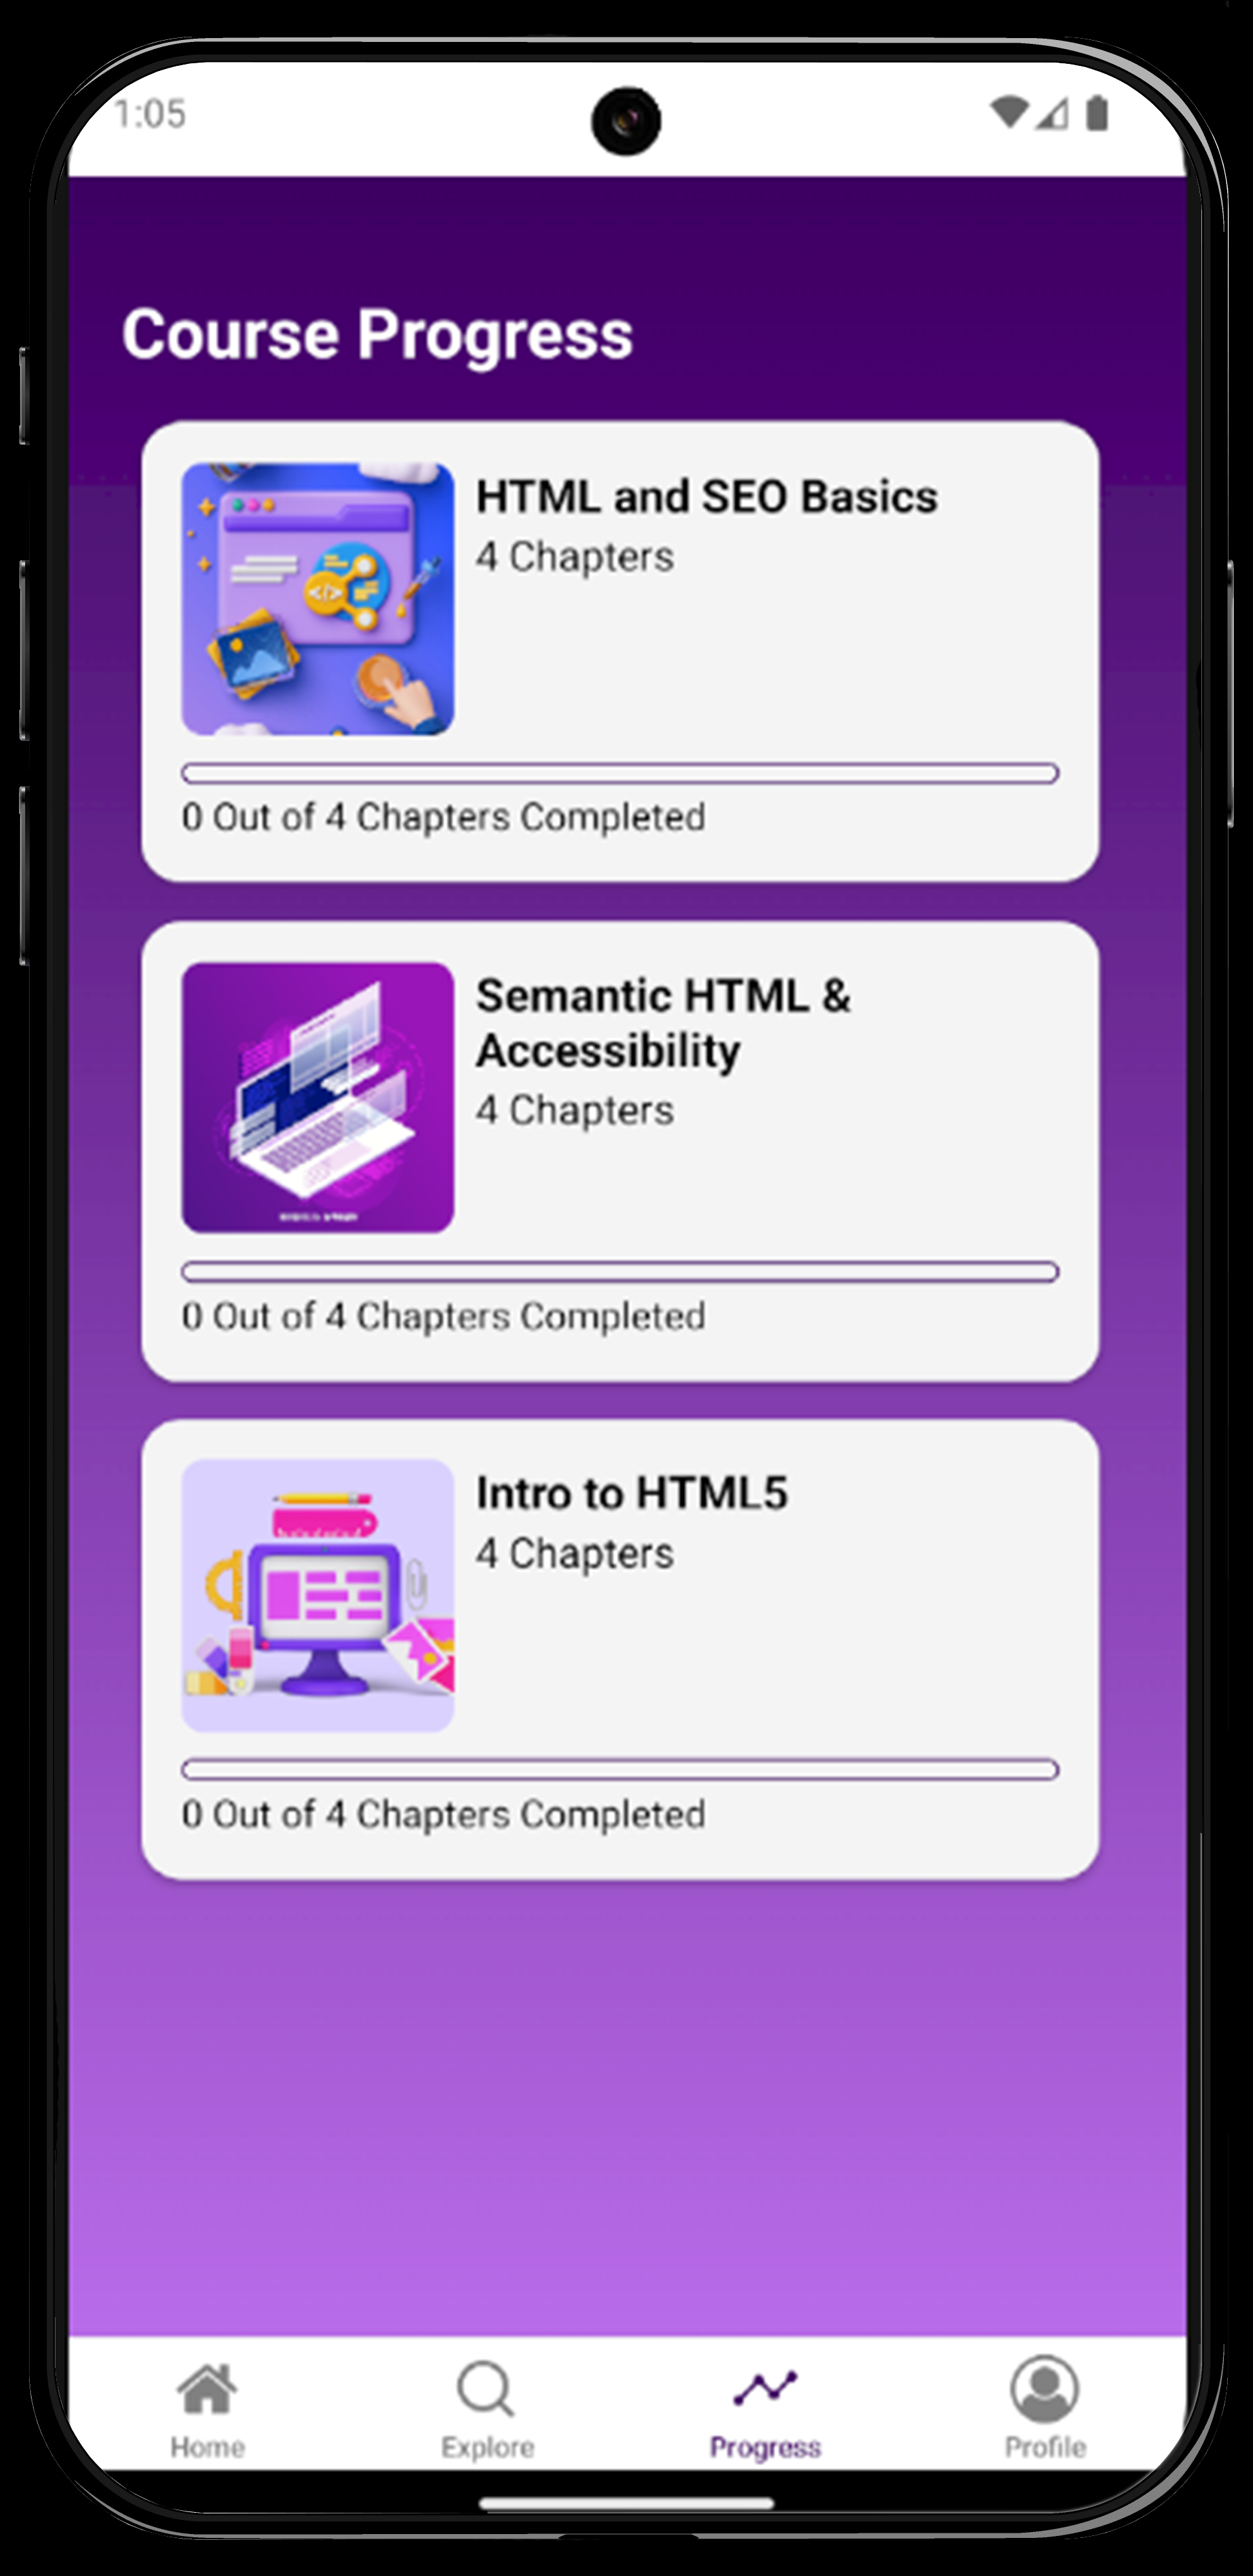 1:05
Course Progress
HTML and SEO Basics
4 Chapters
0 Out of 4 Chapters Completed
Semantic HTML &
Accessibility
4 Chapters
0 Out of 4 Chapters Completed
Intro to HTML5
4 Chapters
0 Out of 4 Chapters Completed
Home
Explore
Progress
Profile